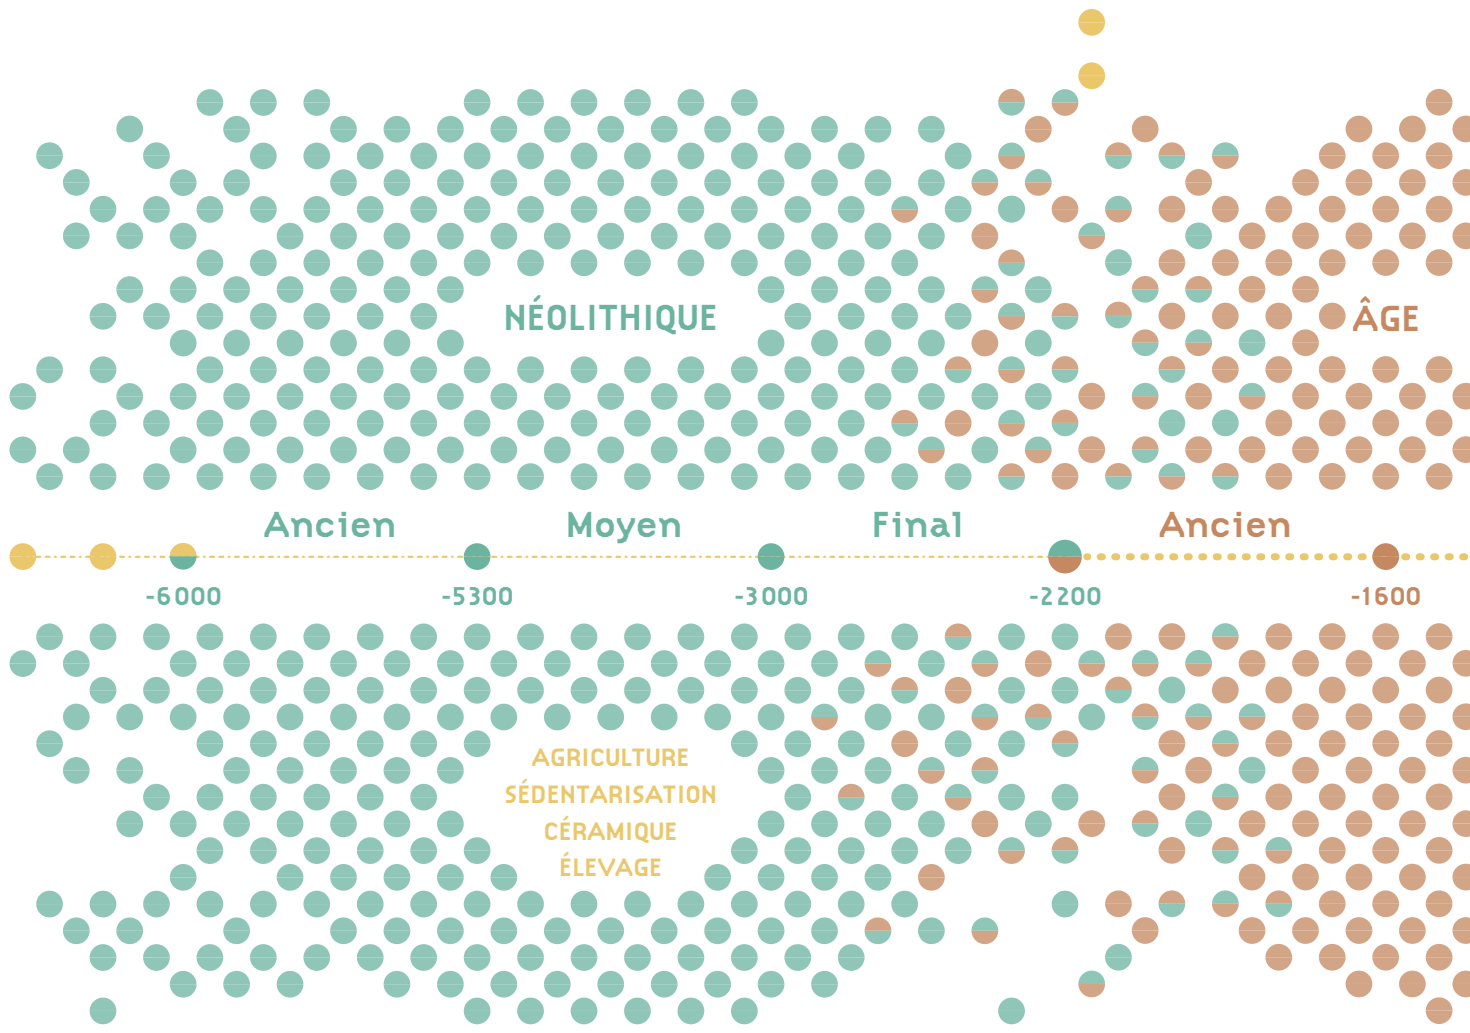 NÉOLITHIQUE
ÂGE
Ancien
Moyen
Final
Ancien
-6000
-5300
-3000
-2200
-1600
AGRICULTURE
SÉDENTARISATION
CÉRAMIQUE
ÉLEVAGE